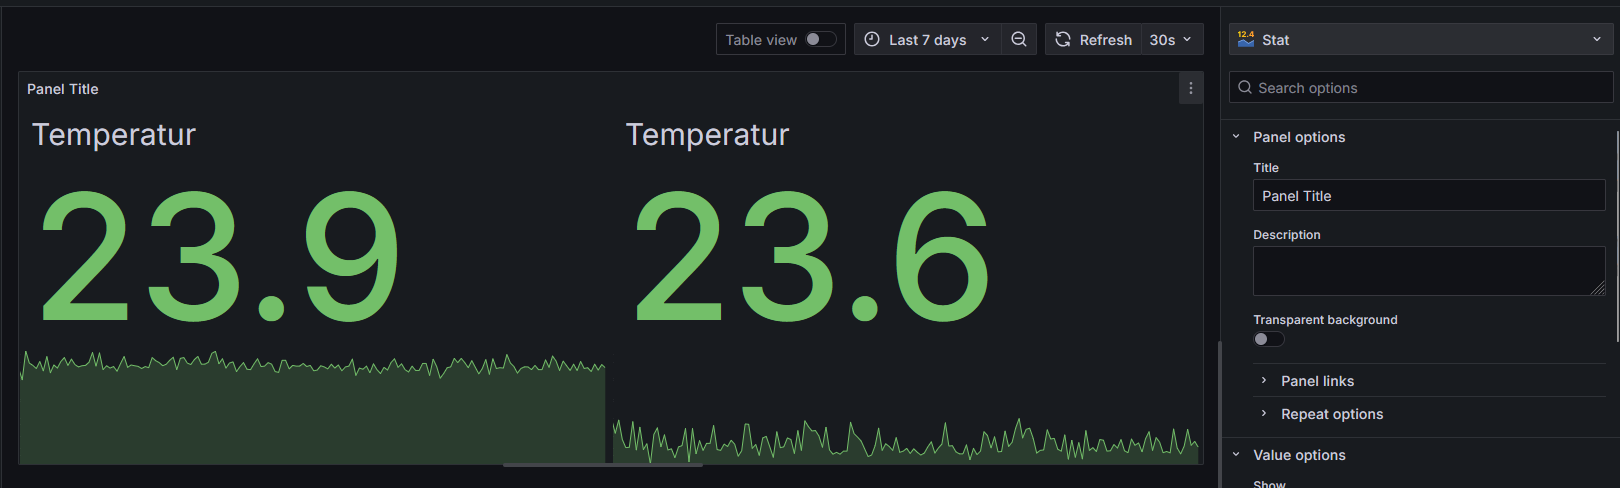 Table view
Last 7 days
Refresh
30s
12.4
Stat
Search options
Panel Title
Temperatur
23.9
Temperatur
23.6
Panel options
Title
Panel Title
Description
Transparent background
Panel links
Repeat options
Value options
Show